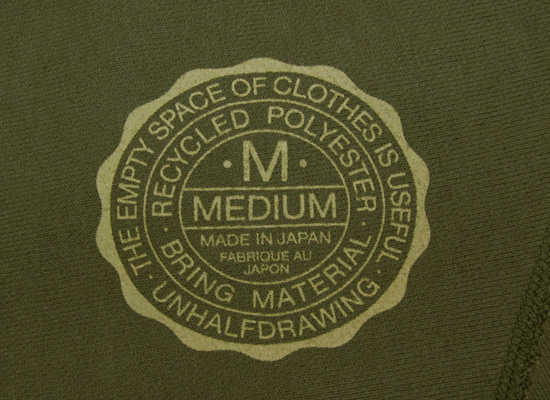 THE EMPTY SPACE OF CLOTHES IS USEFUL
· UNHALFDRAWING ·
· RECYCLED POLYESTER ·
BRING MATERIAL
· M ·
MEDIUM
MADE IN JAPAN
FABRIQUE AU
JAPON